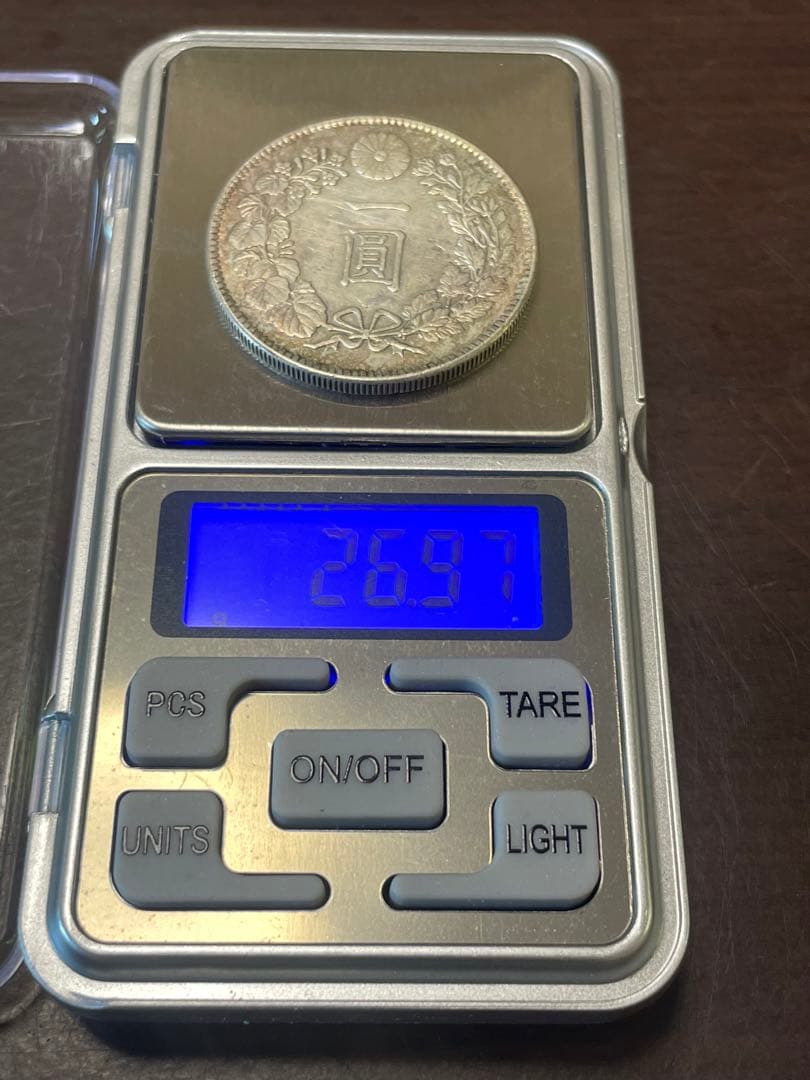 一
圓
26.97
PCS
TARE
ON/OFF
UNITS
LIGHT